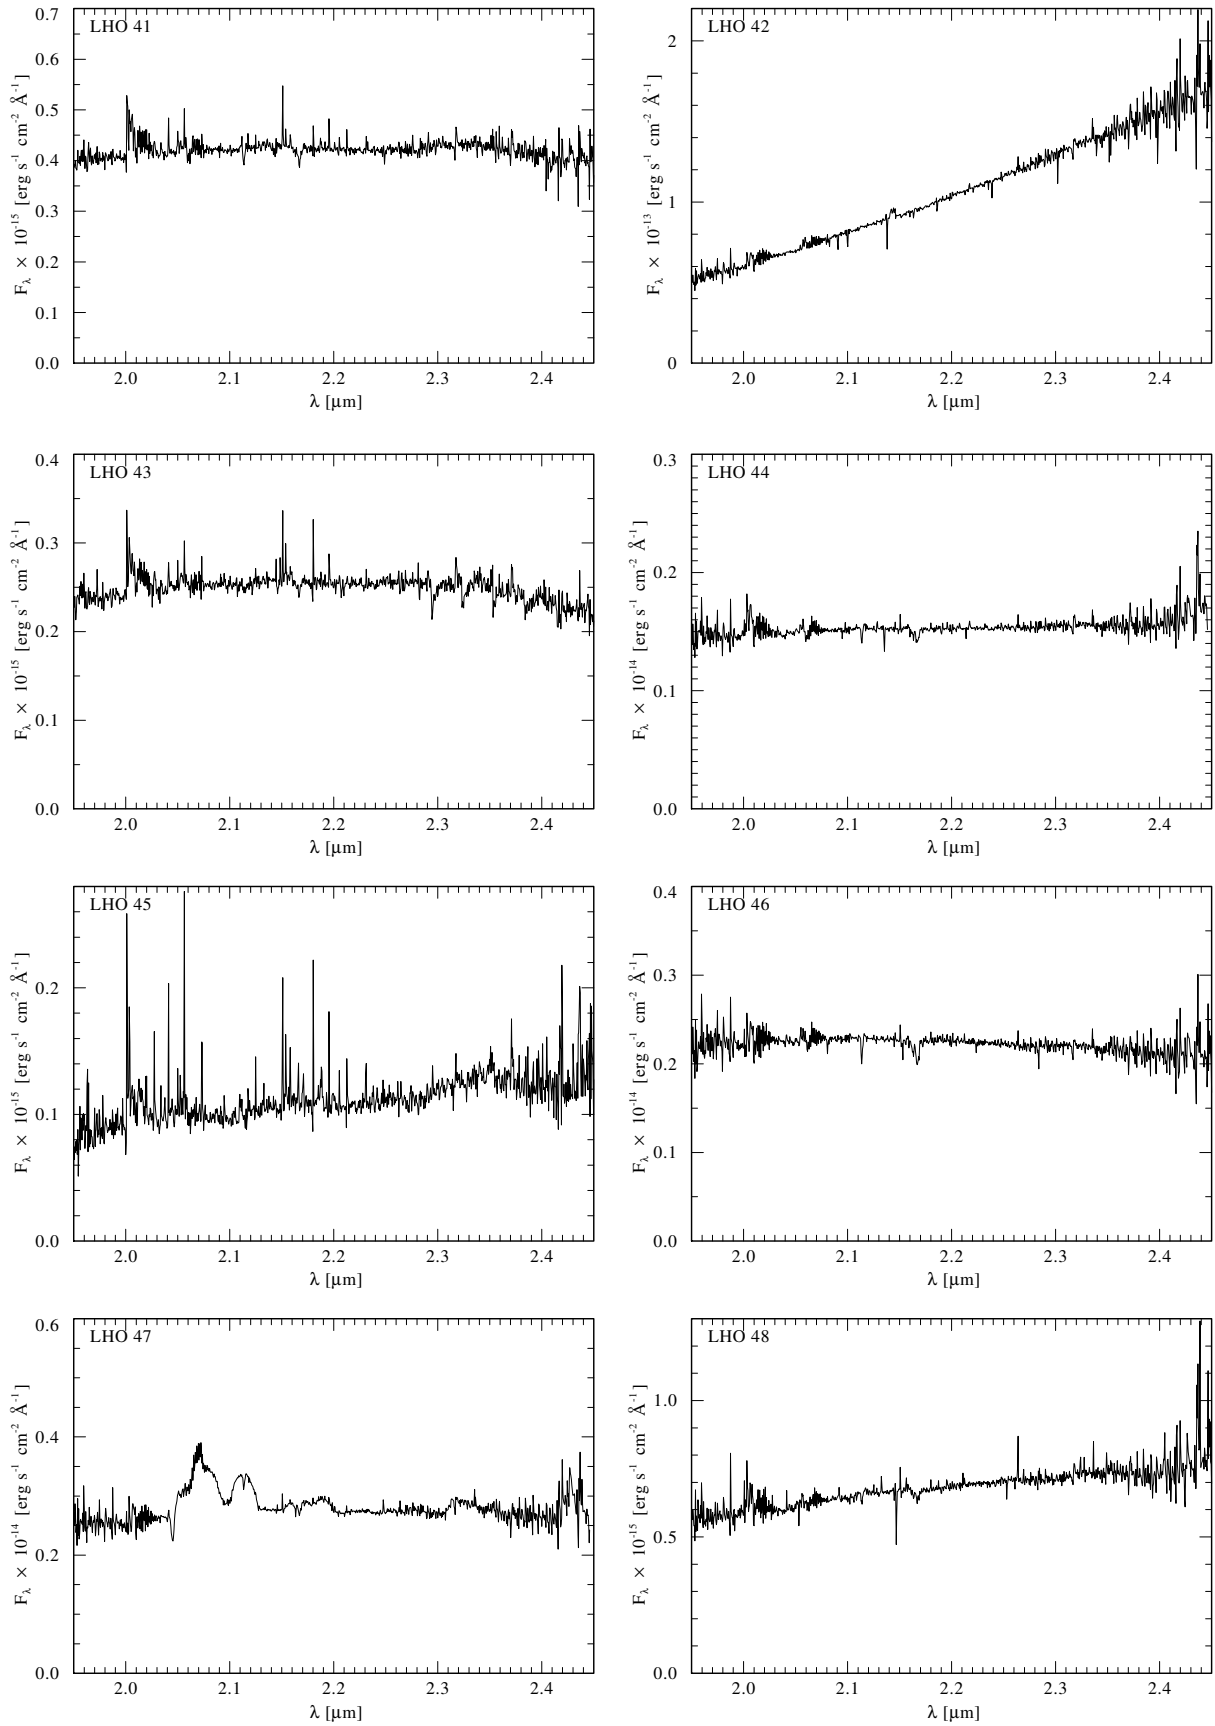 LHO 41
0.7
0.6
0.5
0.4
0.3
0.2
0.1
0.0
F_λ × 10⁻¹⁵ [erg s⁻¹ cm⁻² Å⁻¹]
2.0 2.1 2.2 2.3 2.4
λ [μm]
LHO 42
2
1
0
F_λ × 10⁻¹³ [erg s⁻¹ cm⁻² Å⁻¹]
2.0 2.1 2.2 2.3 2.4
λ [μm]
LHO 43
0.4
0.3
0.2
0.1
0.0
F_λ × 10⁻¹⁵ [erg s⁻¹ cm⁻² Å⁻¹]
2.0 2.1 2.2 2.3 2.4
λ [μm]
LHO 44
0.3
0.2
0.1
0.0
F_λ × 10⁻¹⁴ [erg s⁻¹ cm⁻² Å⁻¹]
2.0 2.1 2.2 2.3 2.4
λ [μm]
LHO 45
0.2
0.1
0.0
F_λ × 10⁻¹⁵ [erg s⁻¹ cm⁻² Å⁻¹]
2.0 2.1 2.2 2.3 2.4
λ [μm]
LHO 46
0.4
0.3
0.2
0.1
0.0
F_λ × 10⁻¹⁴ [erg s⁻¹ cm⁻² Å⁻¹]
2.0 2.1 2.2 2.3 2.4
λ [μm]
LHO 47
0.6
0.4
0.2
0.0
F_λ × 10⁻¹⁴ [erg s⁻¹ cm⁻² Å⁻¹]
2.0 2.1 2.2 2.3 2.4
λ [μm]
LHO 48
1.0
0.5
0.0
F_λ × 10⁻¹⁵ [erg s⁻¹ cm⁻² Å⁻¹]
2.0 2.1 2.2 2.3 2.4
λ [μm]